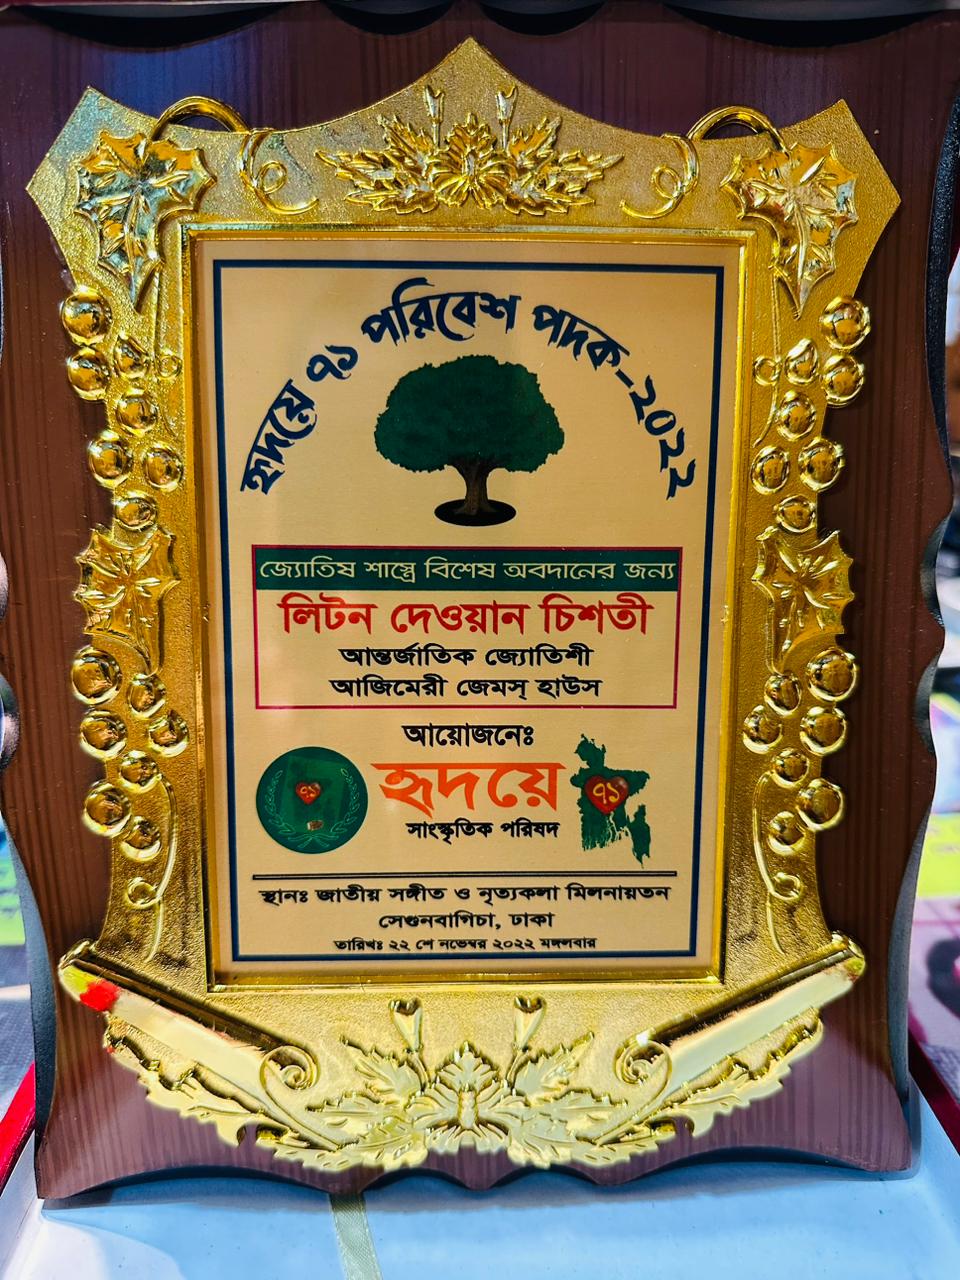 হৃদয়ে ৭১ পরিবেশ পদক-২০২২
জ্যোতিষ শাস্ত্রে বিশেষ অবদানের জন্য
লিটন দেওয়ান চিশতী
আন্তর্জাতিক জ্যোতিশী
আজিমেরী জেমস্ হাউস
আয়োজনেঃ
৭১
হৃদয়ে
৭১
সাংস্কৃতিক পরিষদ
স্থানঃ জাতীয় সঙ্গীত ও নৃত্যকলা মিলনায়তন
সেগুনবাগিচা, ঢাকা
তারিখঃ ২২ শে নভেম্বর ২০২২ মঙ্গলবার